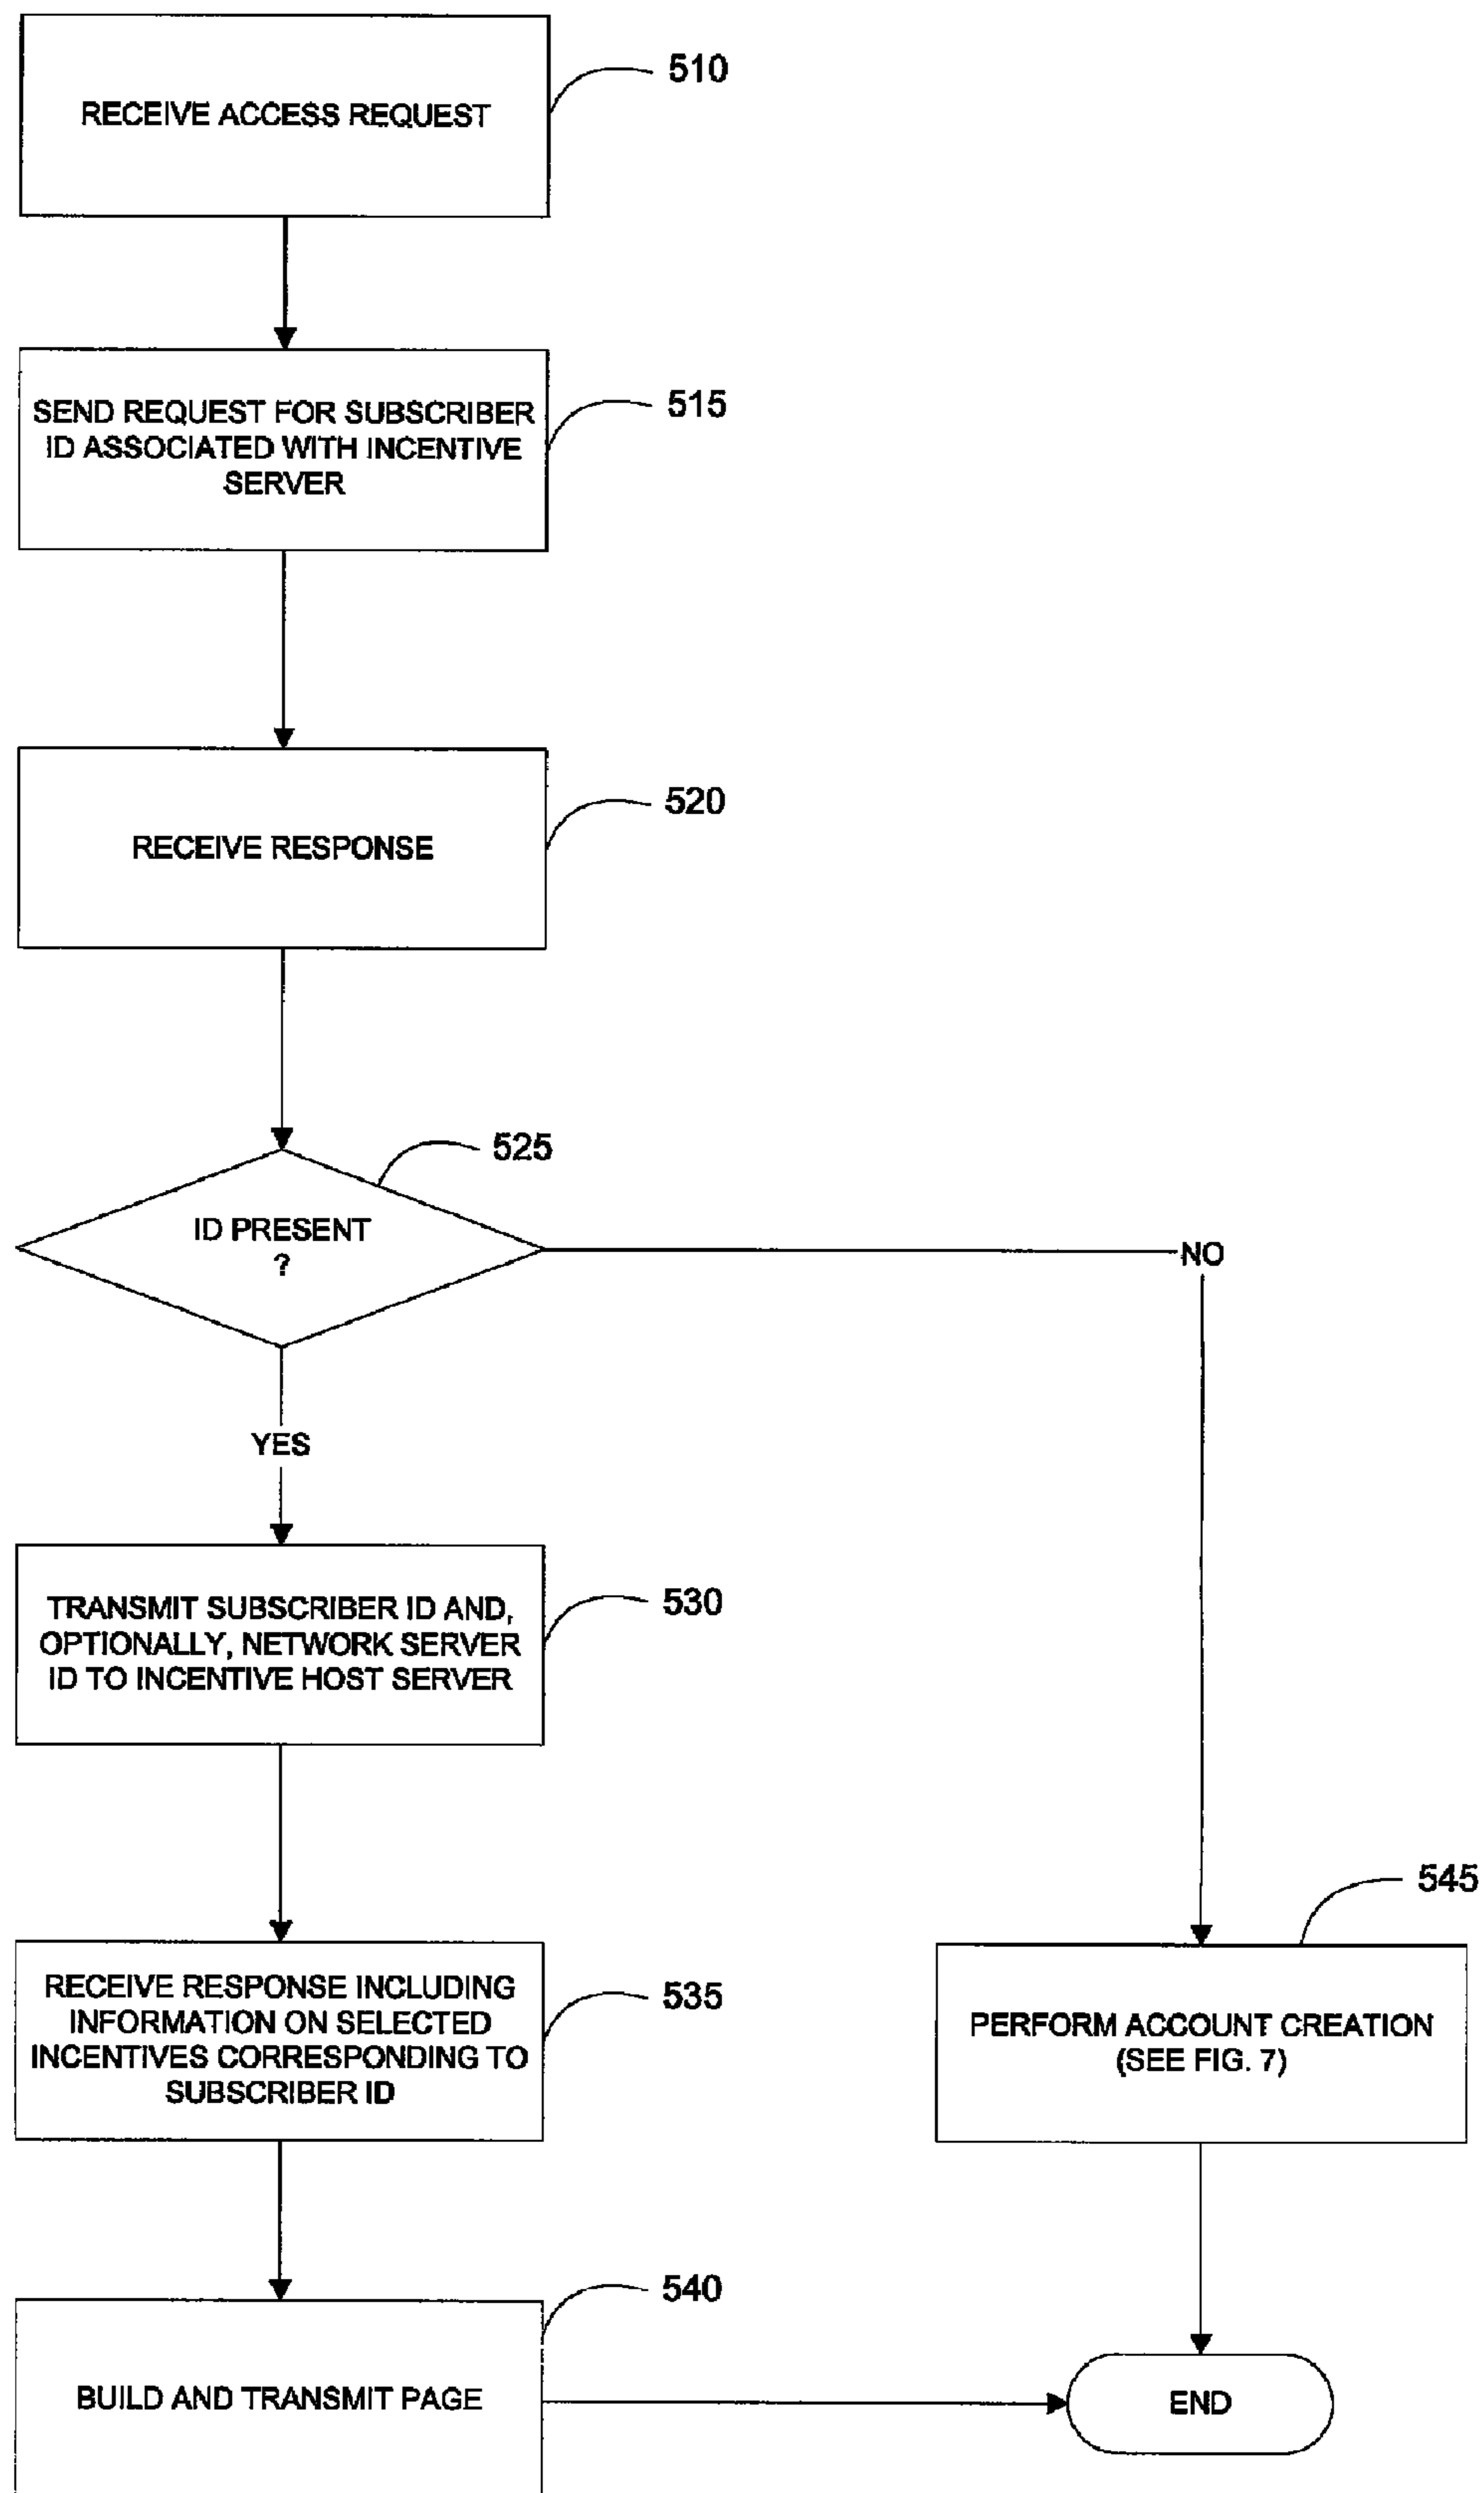 RECEIVE ACCESS REQUEST
510
SEND REQUEST FOR SUBSCRIBER
ID ASSOCIATED WITH INCENTIVE
SERVER
515
RECEIVE RESPONSE
520
ID PRESENT
?
525
NO
YES
TRANSMIT SUBSCRIBER ID AND,
OPTIONALLY, NETWORK SERVER
ID TO INCENTIVE HOST SERVER
530
RECEIVE RESPONSE INCLUDING
INFORMATION ON SELECTED
INCENTIVES CORRESPONDING TO
SUBSCRIBER ID
535
PERFORM ACCOUNT CREATION
(SEE FIG. 7)
545
BUILD AND TRANSMIT PAGE
540
END